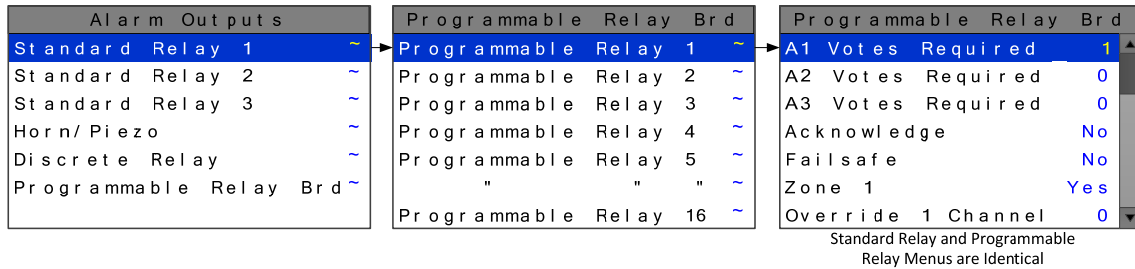 Alarm Outputs
Standard Relay 1 ~
Standard Relay 2 ~
Standard Relay 3 ~
Horn/Piezo ~
Discrete Relay ~
Programmable Relay Brd ~
Programmable Relay Brd
Programmable Relay 1 ~
Programmable Relay 2 ~
Programmable Relay 3 ~
Programmable Relay 4 ~
Programmable Relay 5 ~
" " " ~
Programmable Relay 16 ~
Programmable Relay Brd
A1 Votes Required 1
A2 Votes Required 0
A3 Votes Required 0
Acknowledge No
Failsafe No
Zone 1 Yes
Override 1 Channel 0
Standard Relay and Programmable
Relay Menus are Identical